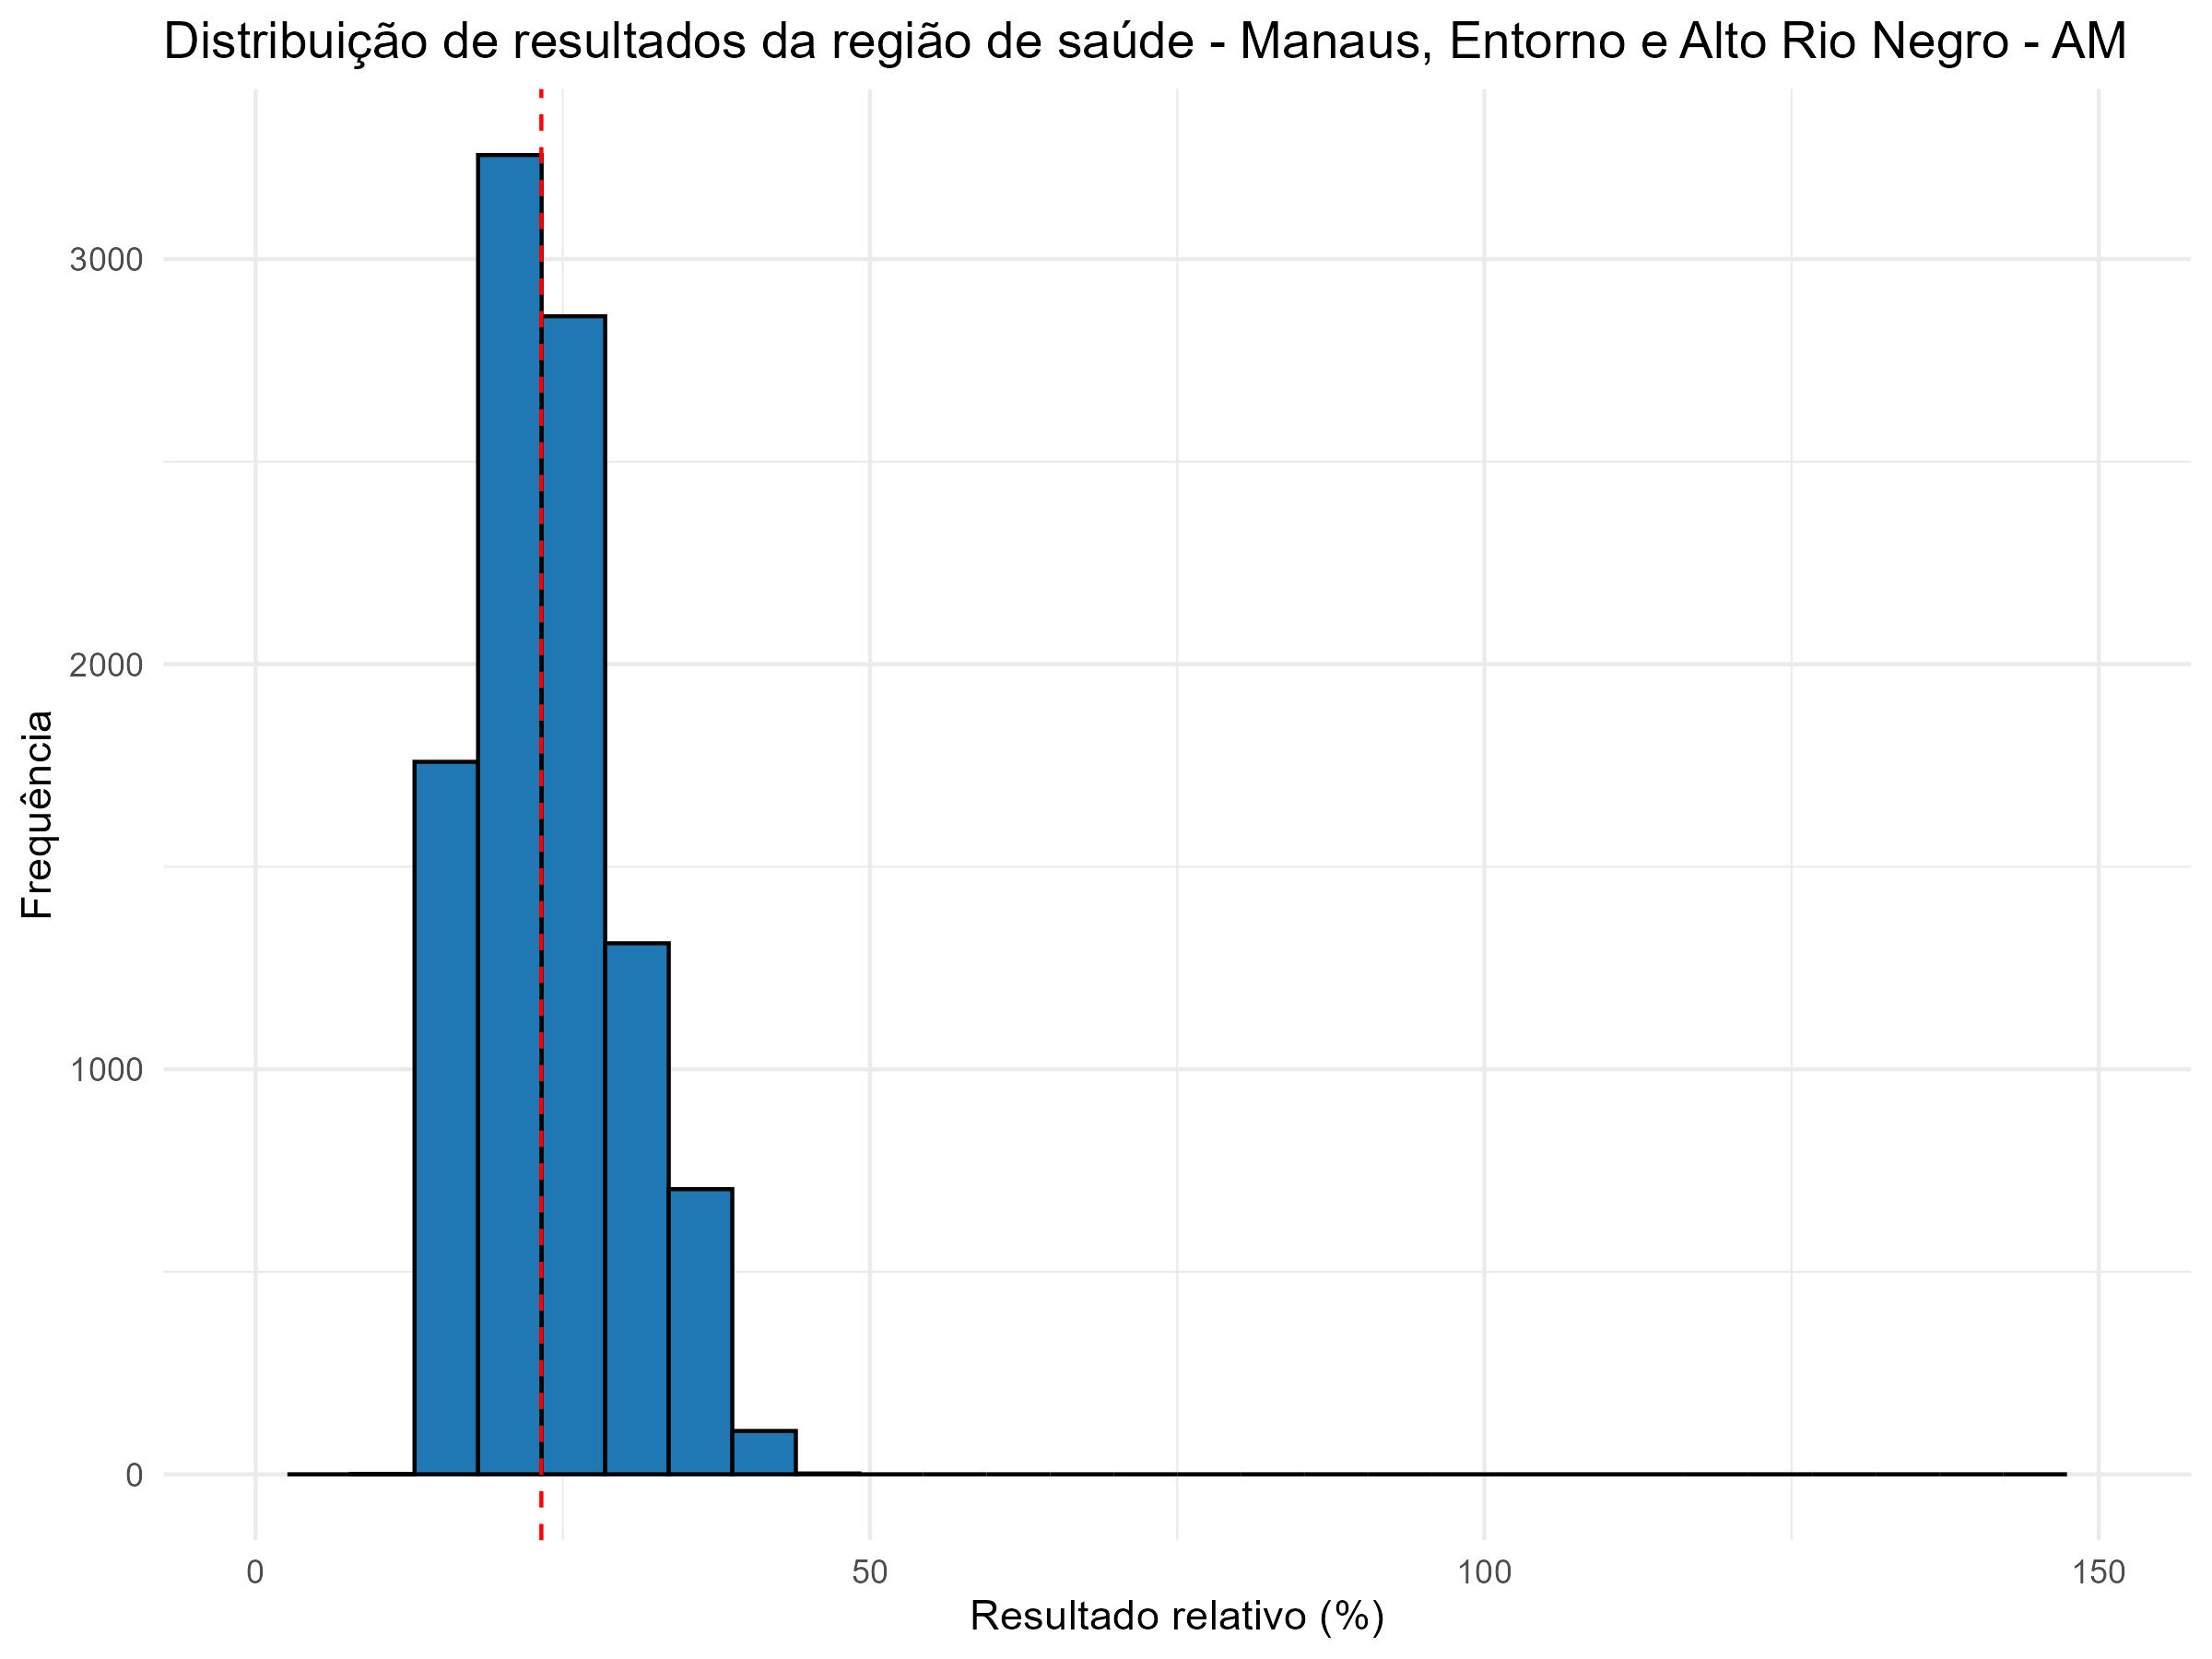 Distribuição de resultados da região de saúde - Manaus, Entorno e Alto Rio Negro - AM
Frequência
3000
2000
1000
0
0 50 100 150
Resultado relativo (%)